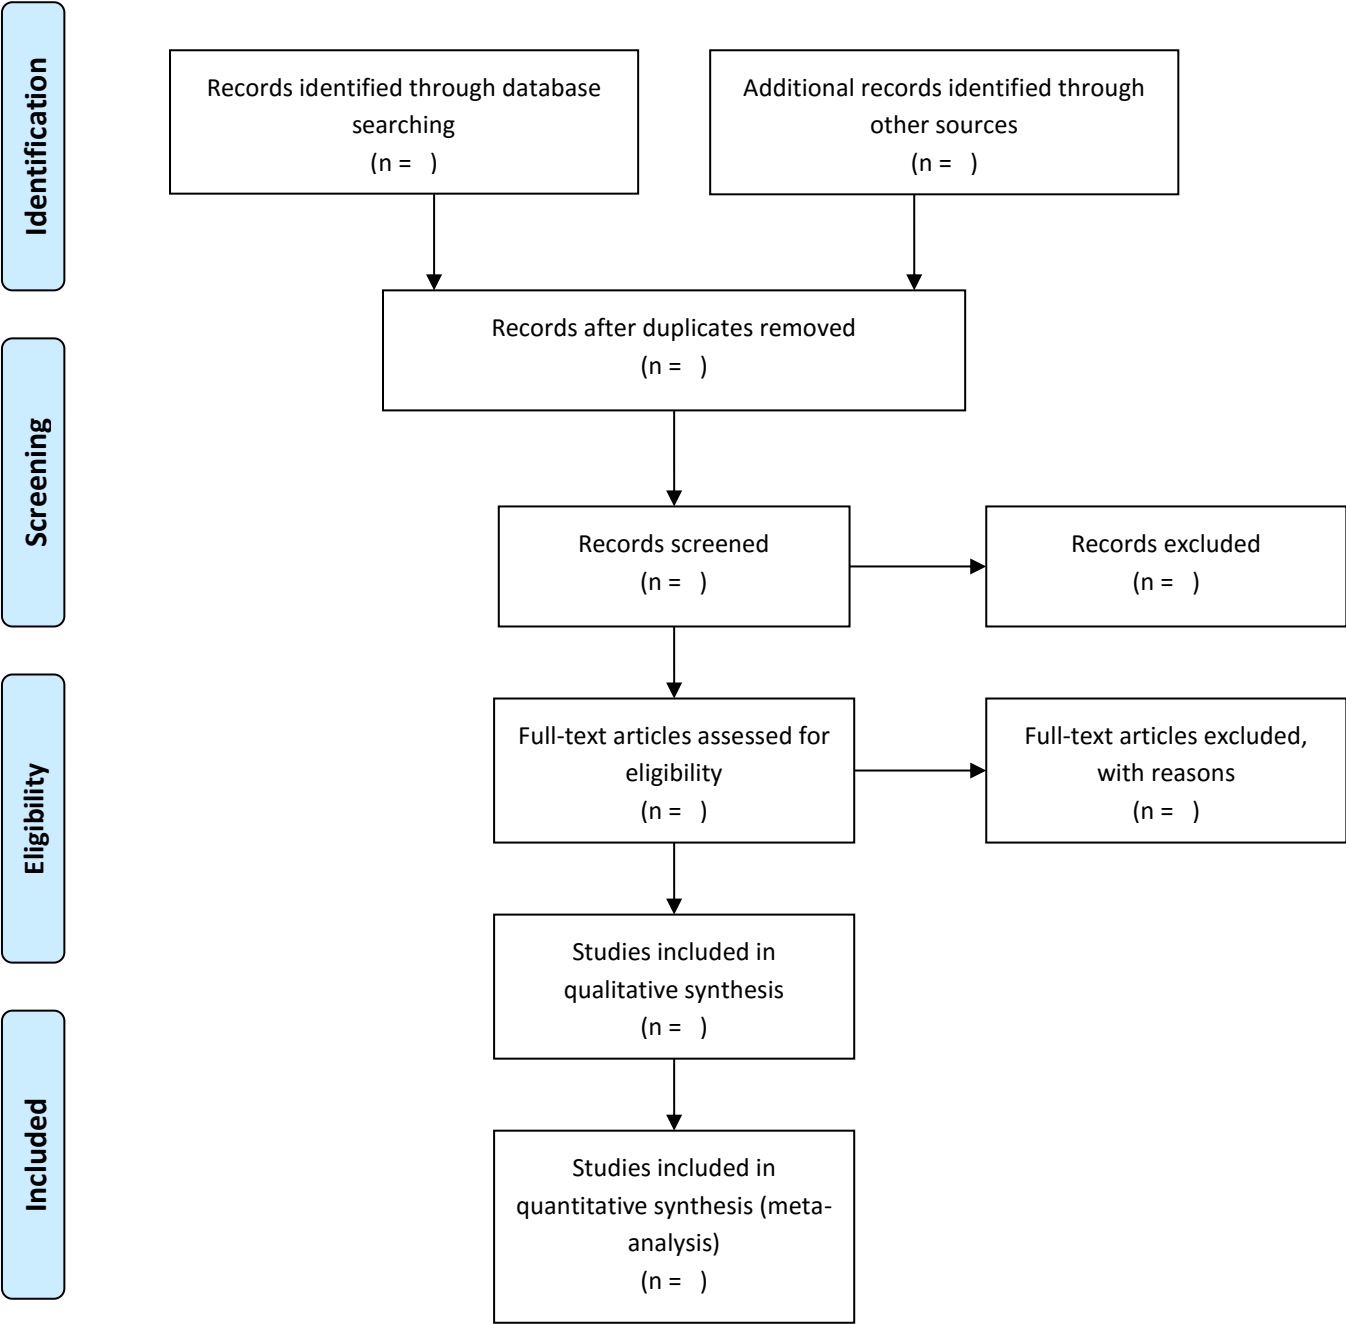 Identification
Records identified through database
searching
(n =   )
Additional records identified through
other sources
(n =   )
Records after duplicates removed
(n =   )
Screening
Records screened
(n =   )
Records excluded
(n =   )
Eligibility
Full-text articles assessed for
eligibility
(n =   )
Full-text articles excluded,
with reasons
(n =   )
Studies included in
qualitative synthesis
(n =   )
Included
Studies included in
quantitative synthesis (meta-
analysis)
(n =   )